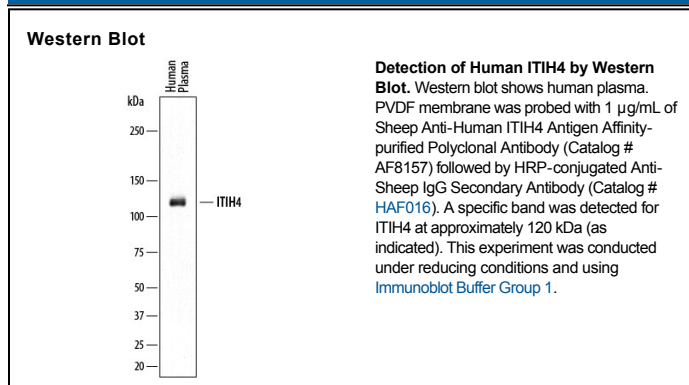 Western Blot
Human
Plasma
kDa
250
150
100
75
50
37
25
20
ITIH4
Detection of Human ITIH4 by Western
Blot. Western blot shows human plasma.
PVDF membrane was probed with 1 µg/mL of
Sheep Anti-Human ITIH4 Antigen Affinity-
purified Polyclonal Antibody (Catalog #
AF8157) followed by HRP-conjugated Anti-
Sheep IgG Secondary Antibody (Catalog #
HAF016). A specific band was detected for
ITIH4 at approximately 120 kDa (as
indicated). This experiment was conducted
under reducing conditions and using
Immunoblot Buffer Group 1.